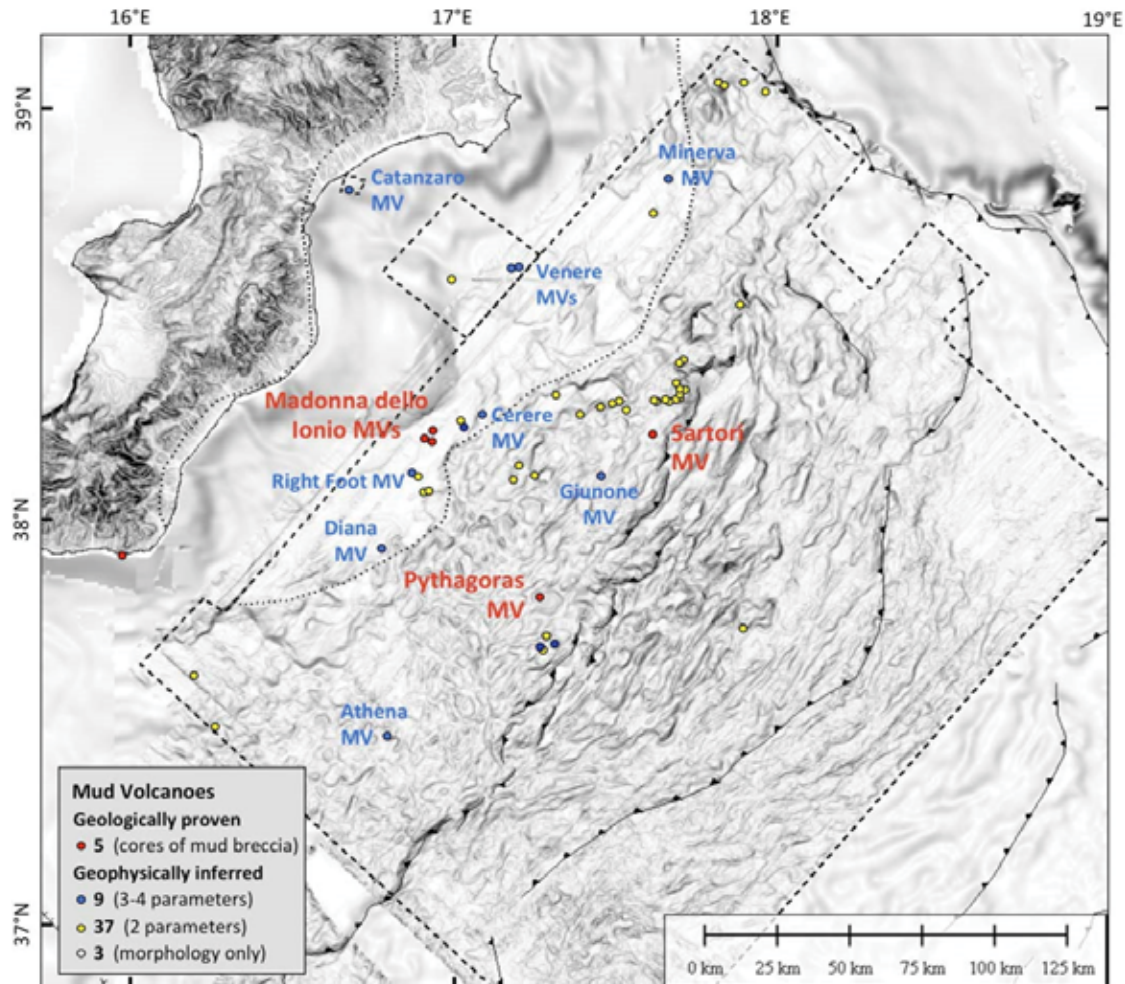 16°E 17°E 18°E 19°E
39°N
38°N
37°N
Minerva
MV
Catanzaro
MV
Venere
MVs
Madonna dello
Ionio MVs
Cerere
MV
Sartori
MV
Right Foot MV
Giunone
MV
Diana
MV
Pythagoras
MV
Athena
MV
Mud Volcanoes
Geologically proven
5 (cores of mud breccia)
Geophysically inferred
9 (3-4 parameters)
37 (2 parameters)
3 (morphology only)
0 km 25 km 50 km 75 km 100 km 125 km